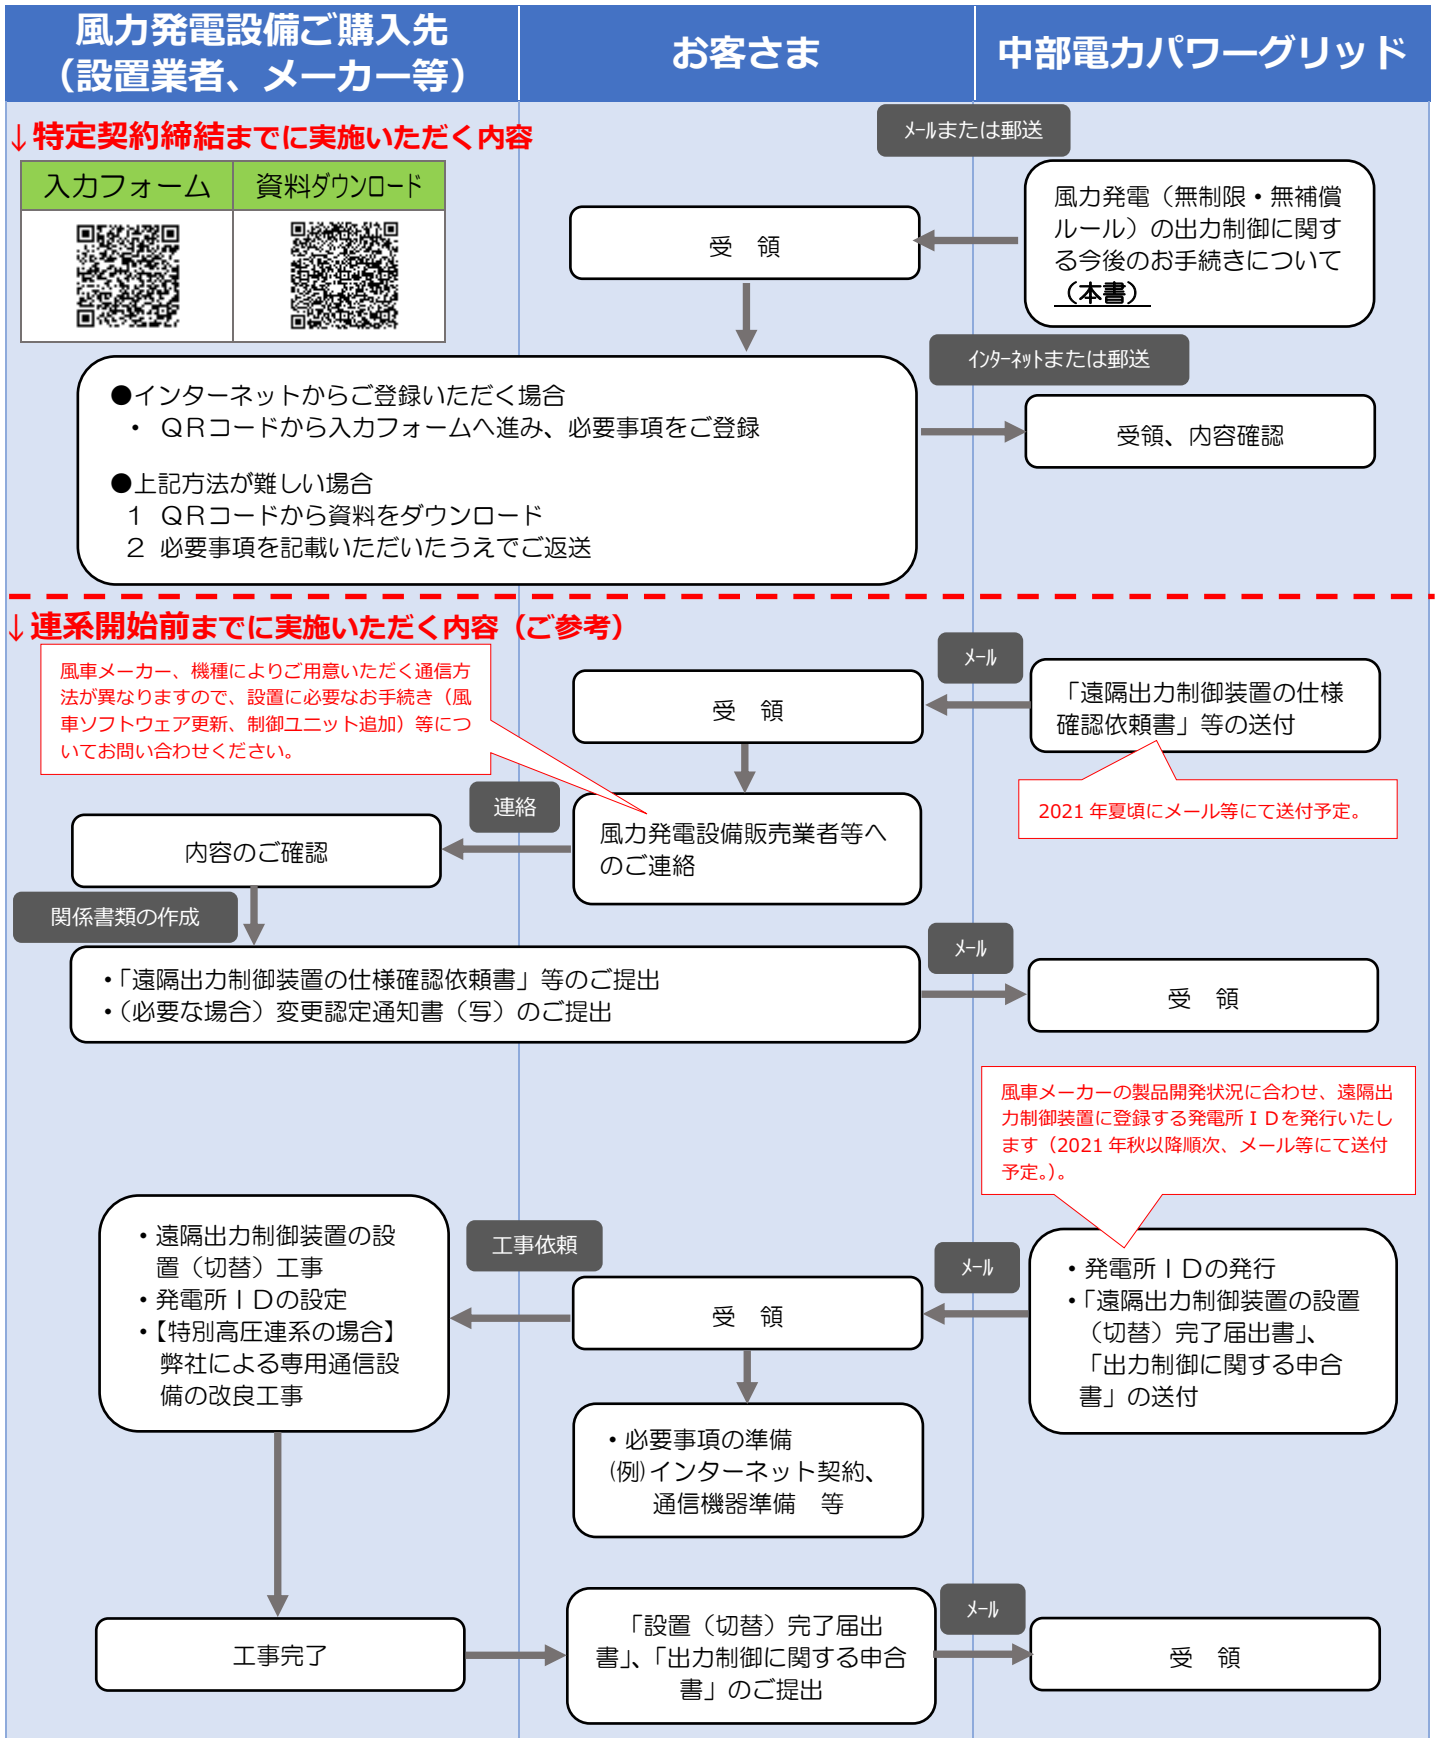 風力発電設備ご購入先
（設置業者、メーカー等）
お客さま
中部電力パワーグリッド
↓特定契約締結までに実施いただく内容
入力フォーム
資料ダウンロード
メールまたは郵送
風力発電（無制限・無補償
ルール）の出力制御に関す
る今後のお手続きについて
（本書）
受　領
インターネットまたは郵送
●インターネットからご登録いただく場合
・ ＱＲコードから入力フォームへ進み、必要事項をご登録
●上記方法が難しい場合
１ ＱＲコードから資料をダウンロード
２ 必要事項を記載いただいたうえでご返送
受領、内容確認
↓連系開始前までに実施いただく内容（ご参考）
風車メーカー、機種によりご用意いただく通信方
法が異なりますので、設置に必要なお手続き（風
車ソフトウェア更新、制御ユニット追加）等につ
いてお問い合わせください。
受　領
メール
「遠隔出力制御装置の仕様
確認依頼書」等の送付
2021年夏頃にメール等にて送付予定。
連絡
風力発電設備販売業者等へ
のご連絡
内容のご確認
関係書類の作成
・「遠隔出力制御装置の仕様確認依頼書」等のご提出
・（必要な場合）変更認定通知書（写）のご提出
メール
受　領
風車メーカーの製品開発状況に合わせ、遠隔出
力制御装置に登録する発電所ＩＤを発行いたし
ます（2021年秋以降順次、メール等にて送付
予定。）。
・遠隔出力制御装置の設
置（切替）工事
・発電所ＩＤの設定
・【特別高圧連系の場合】
弊社による専用通信設
備の改良工事
工事依頼
受　領
メール
・発電所ＩＤの発行
・「遠隔出力制御装置の設置
（切替）完了届出書」、
「出力制御に関する申合
書」の送付
・必要事項の準備
(例)インターネット契約、
通信機器準備　等
工事完了
「設置（切替）完了届出
書」、「出力制御に関する申合
書」のご提出
メール
受　領